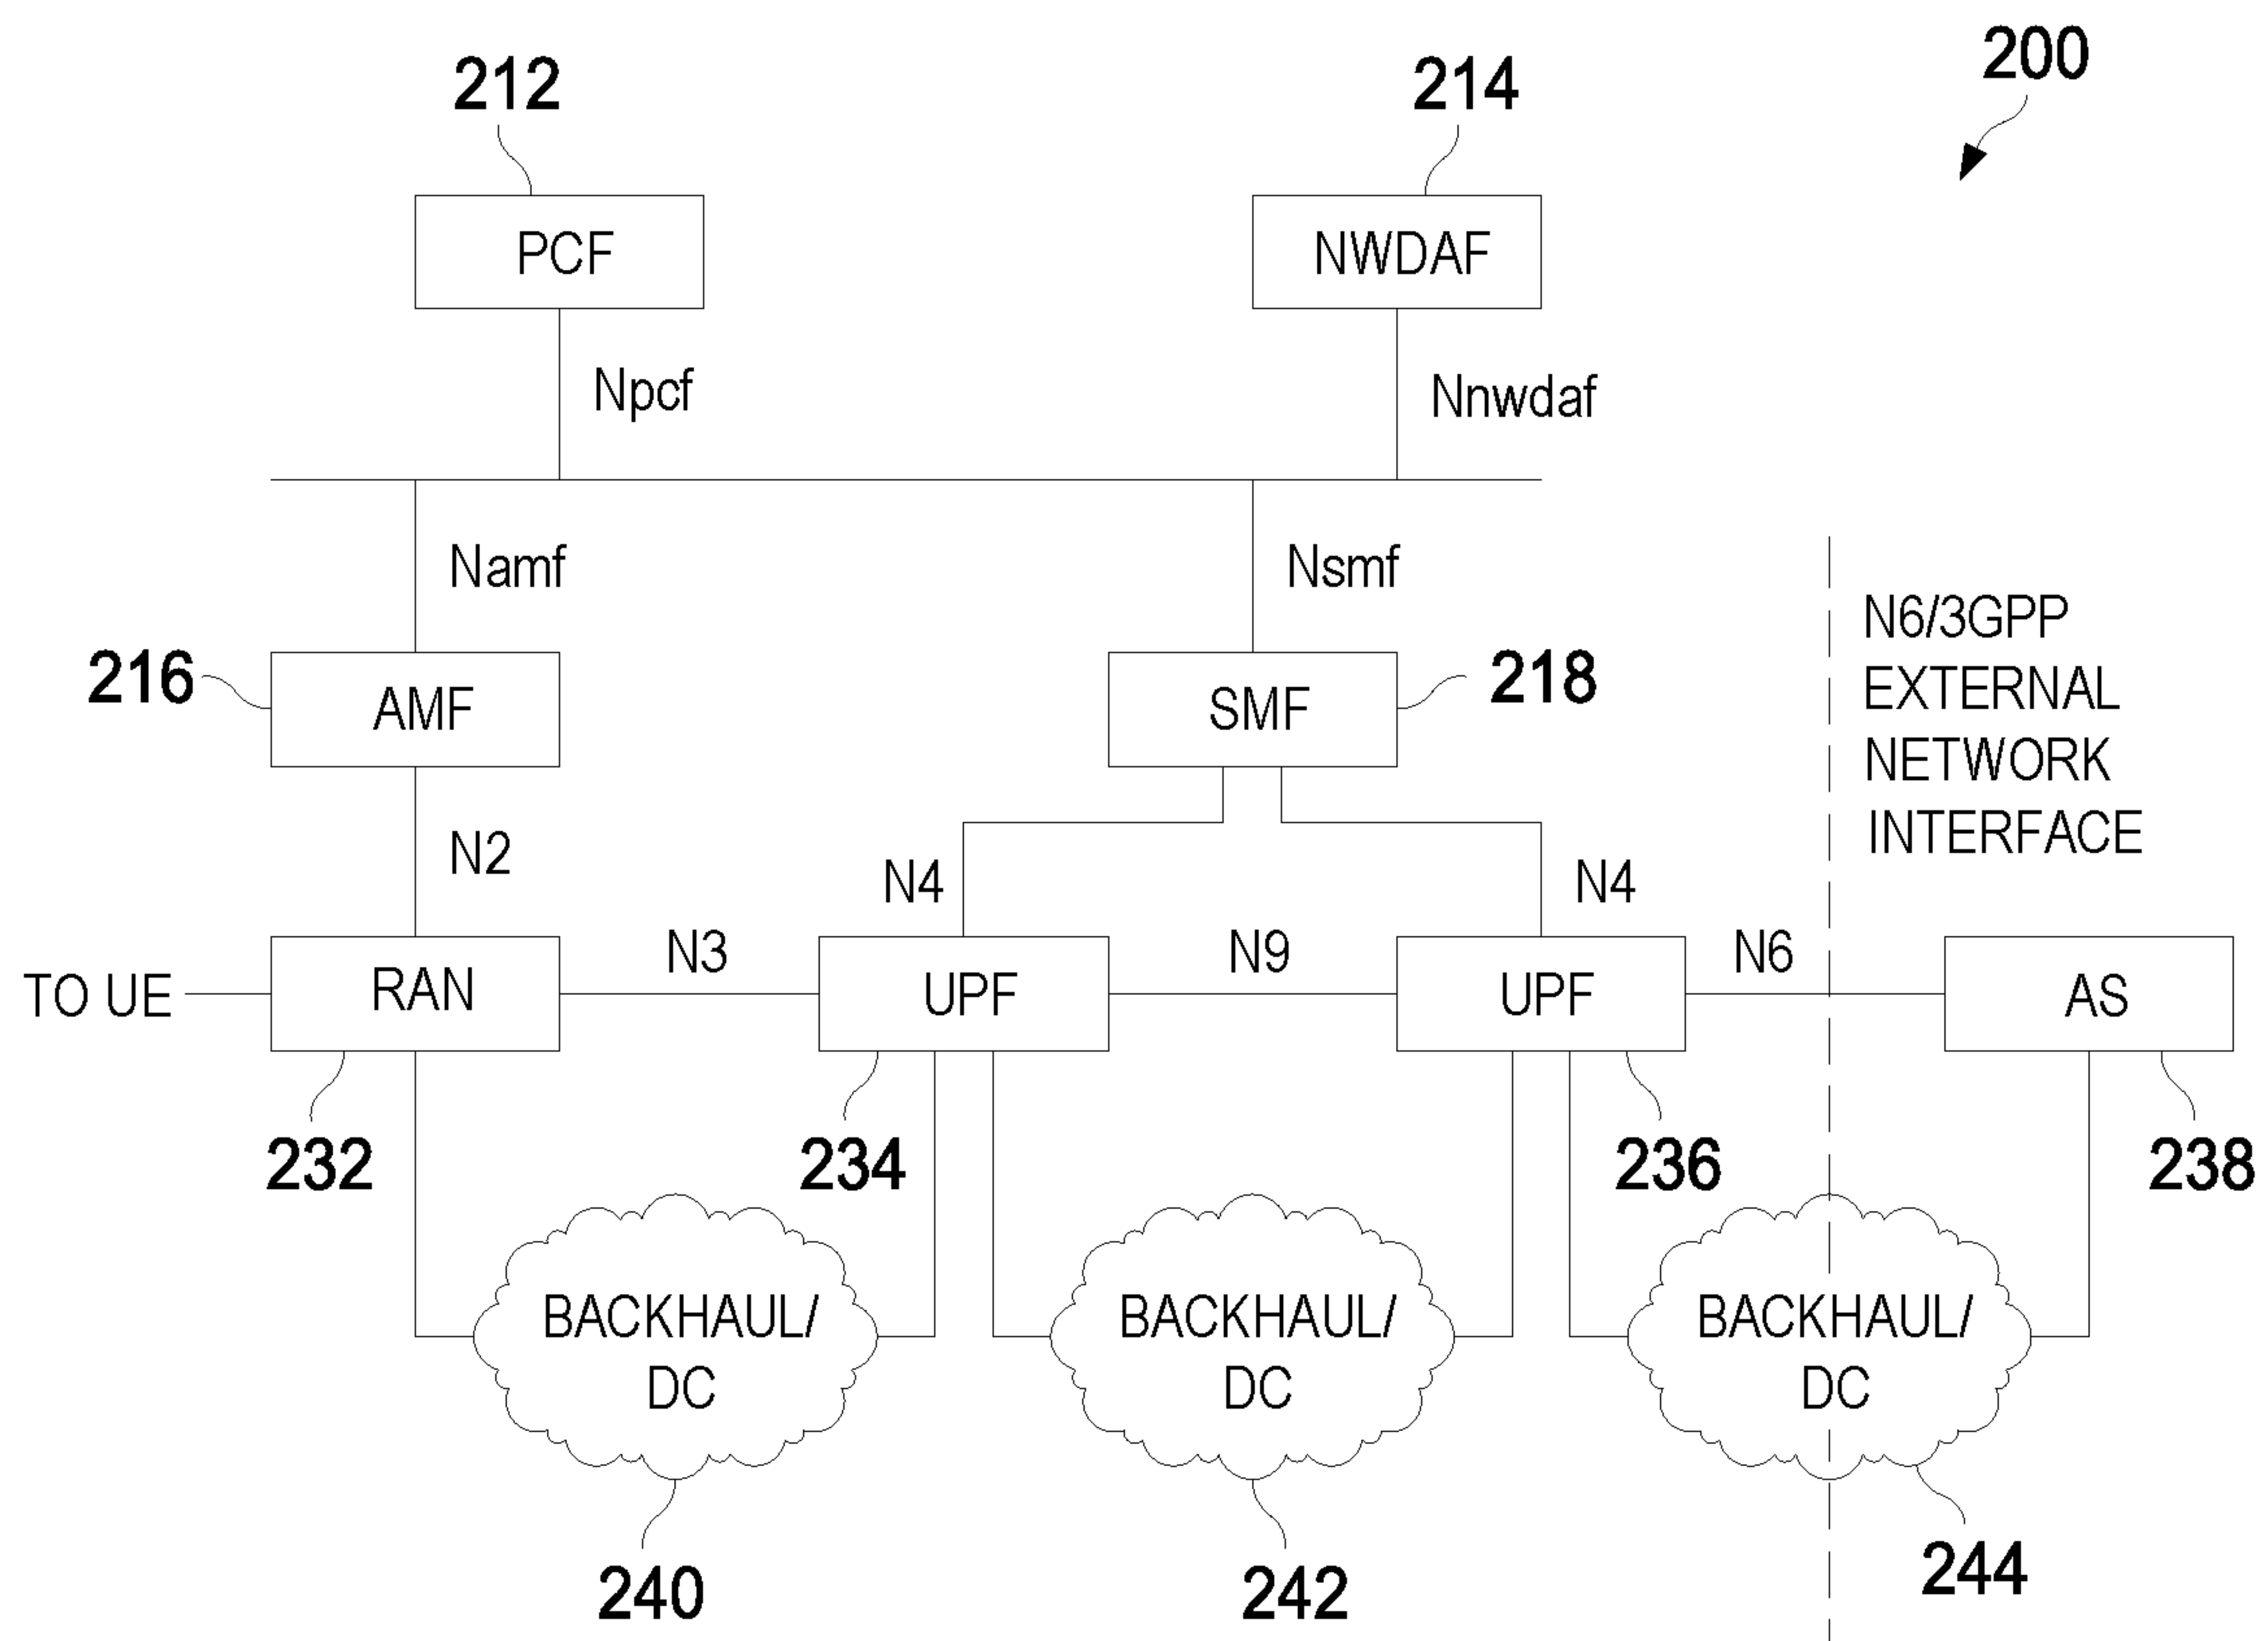 200
212
214
PCF
NWDAF
Npcf
Nnwdaf
Namf
Nsmf
N6/3GPP
EXTERNAL
NETWORK
INTERFACE
216
AMF
SMF
218
N2
N4
N4
TO UE
RAN
N3
UPF
N9
UPF
N6
AS
232
234
236
238
BACKHAUL/
DC
BACKHAUL/
DC
BACKHAUL/
DC
240
242
244